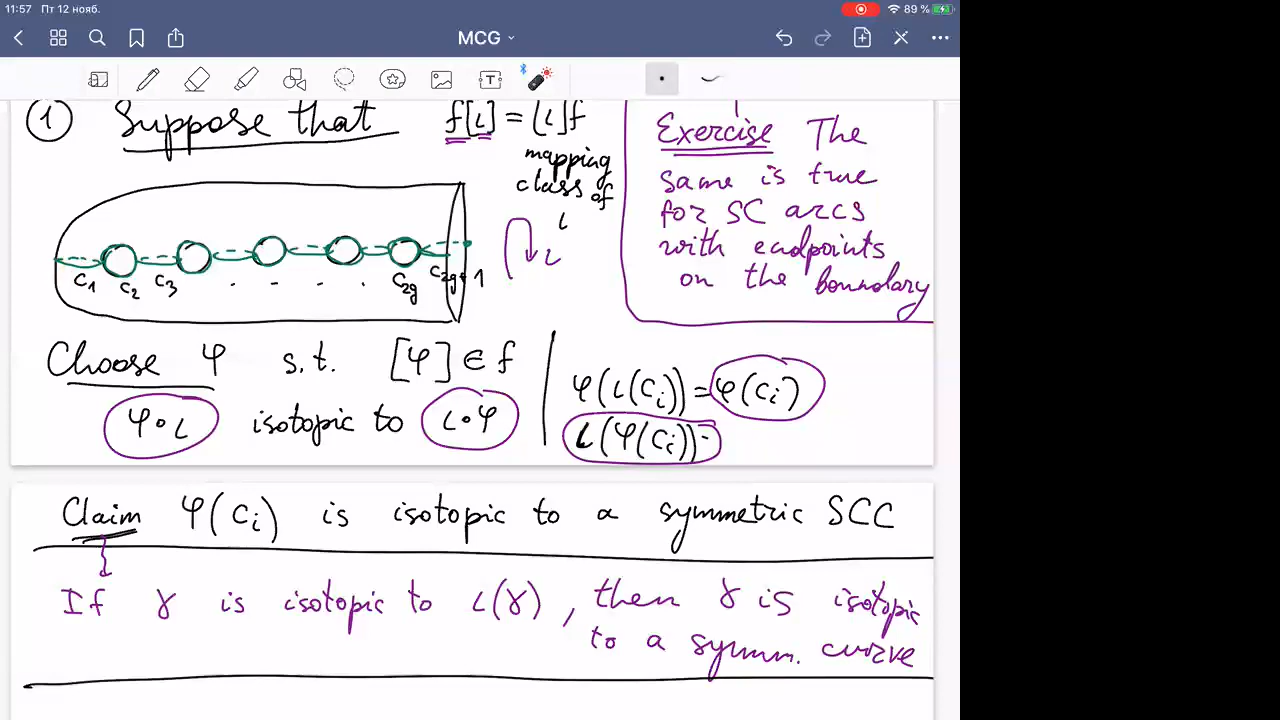 11:57 Пт 12 нояб.
89 %
MCG
① Suppose that f[ι] = [ι]f
mapping
class of
ι
c1 c2 c3 . . . . c2g c2g+1
ι
Exercise The
same is true
for SC arcs
with endpoints
on the boundary
Choose φ s.t. [φ] ∈ f
φ∘ι isotopic to ι∘φ
φ(ι(ci)) = φ(ci)
ι(φ(ci))
Claim φ(ci) is isotopic to a symmetric SCC
If γ is isotopic to ι(γ), then γ is isotopic
to a symm. curve